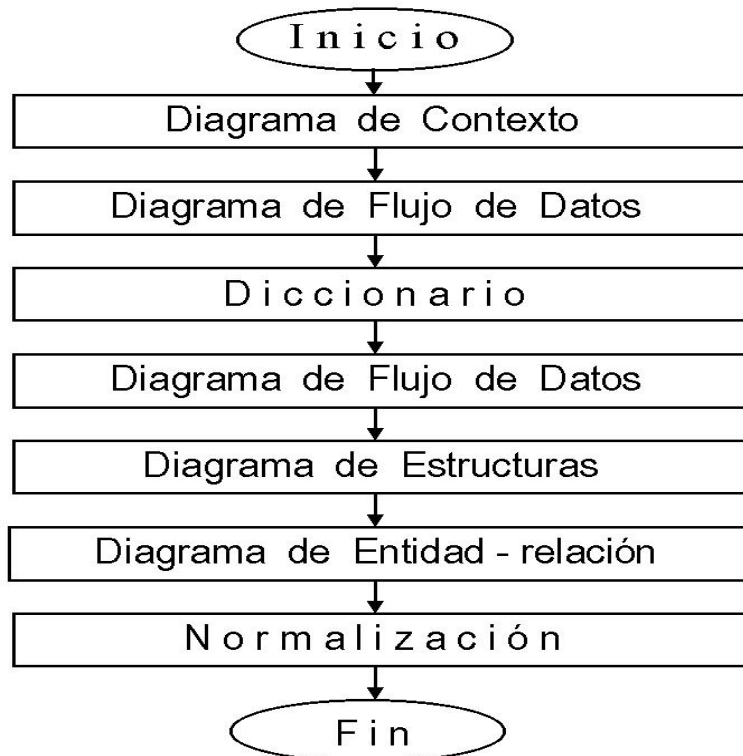 Inicio
Diagrama de Contexto
Diagrama de Flujo de Datos
Diccionario
Diagrama de Flujo de Datos
Diagrama de Estructuras
Diagrama de Entidad - relación
Normalización
Fin